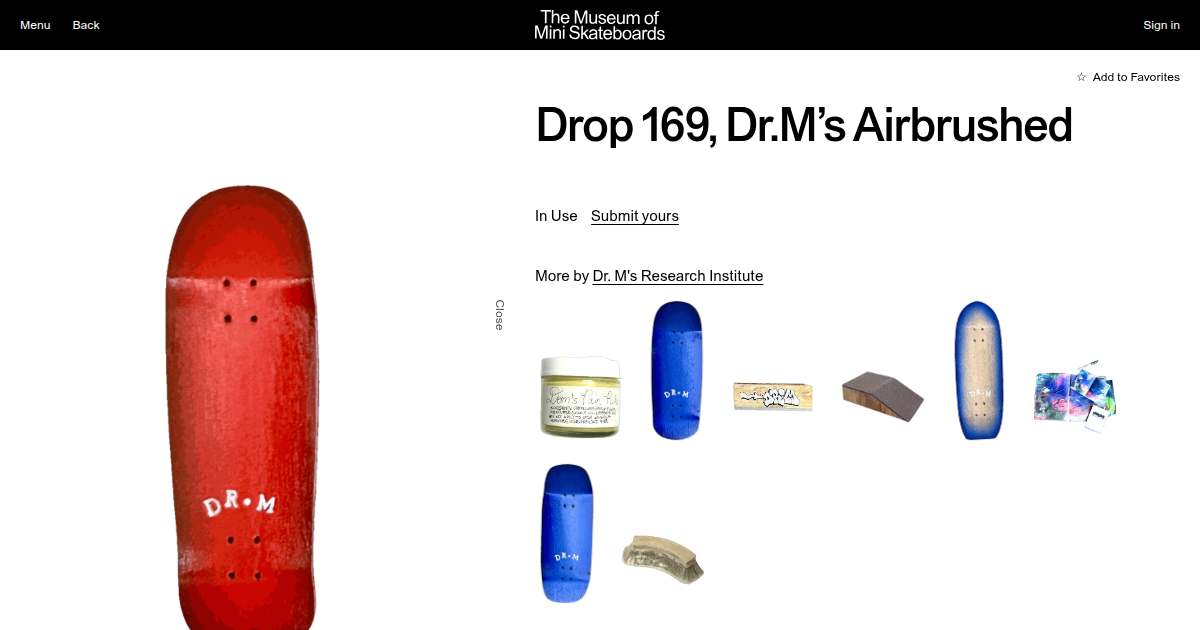 Menu
Back
The Museum of
Mini Skateboards
Sign in
☆ Add to Favorites
Drop 169, Dr.M’s Airbrushed
In Use
Submit yours
More by Dr. M's Research Institute
Close
DR•M
DR•M
DR•M
DR•M